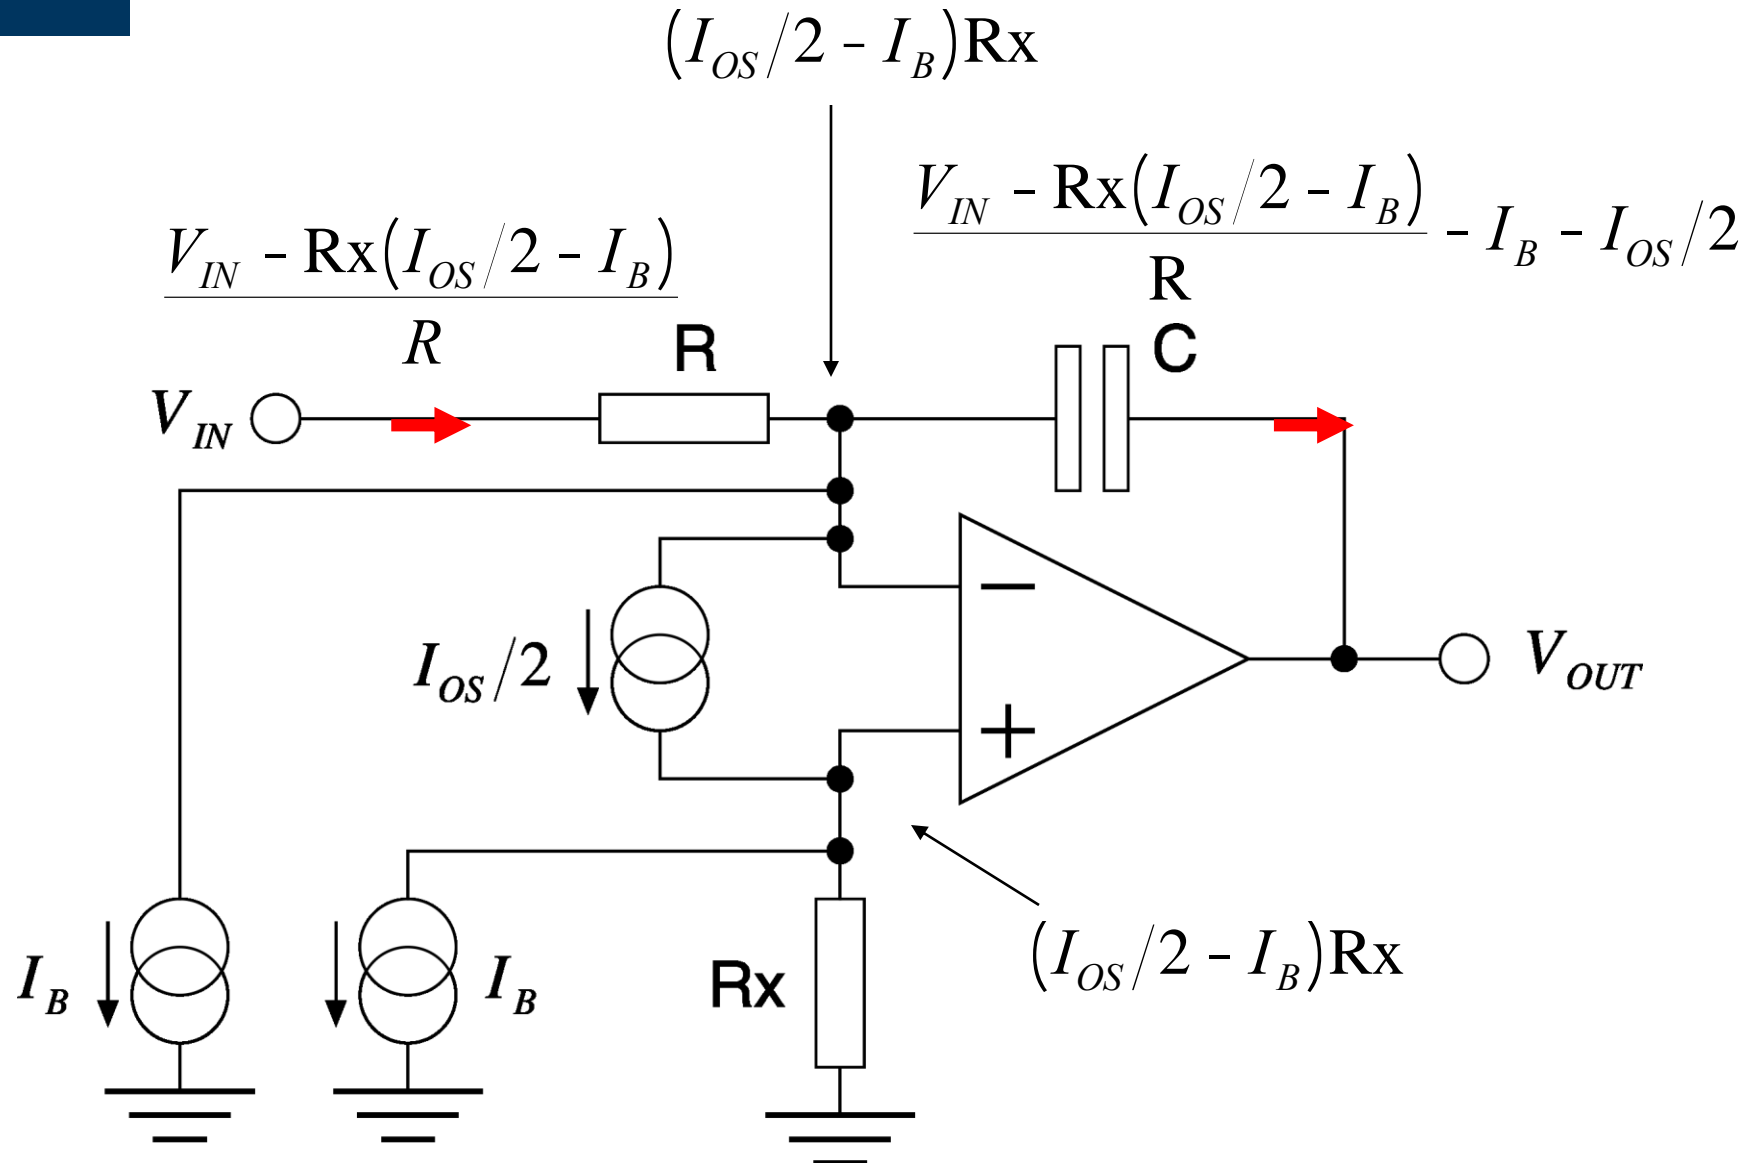 (I_OS/2 - I_B)Rx
V_IN - Rx(I_OS/2 - I_B)
R
- I_B - I_OS/2
V_IN - Rx(I_OS/2 - I_B)
R
R
C
V_IN
I_OS/2
−
+
V_OUT
(I_OS/2 - I_B)Rx
I_B
I_B
Rx